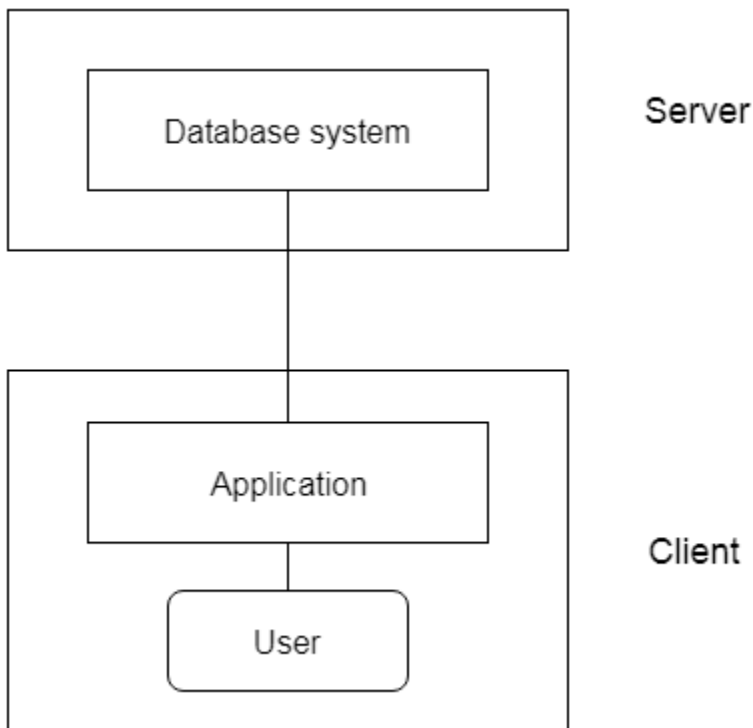 Database system
Server
Application
Client
User